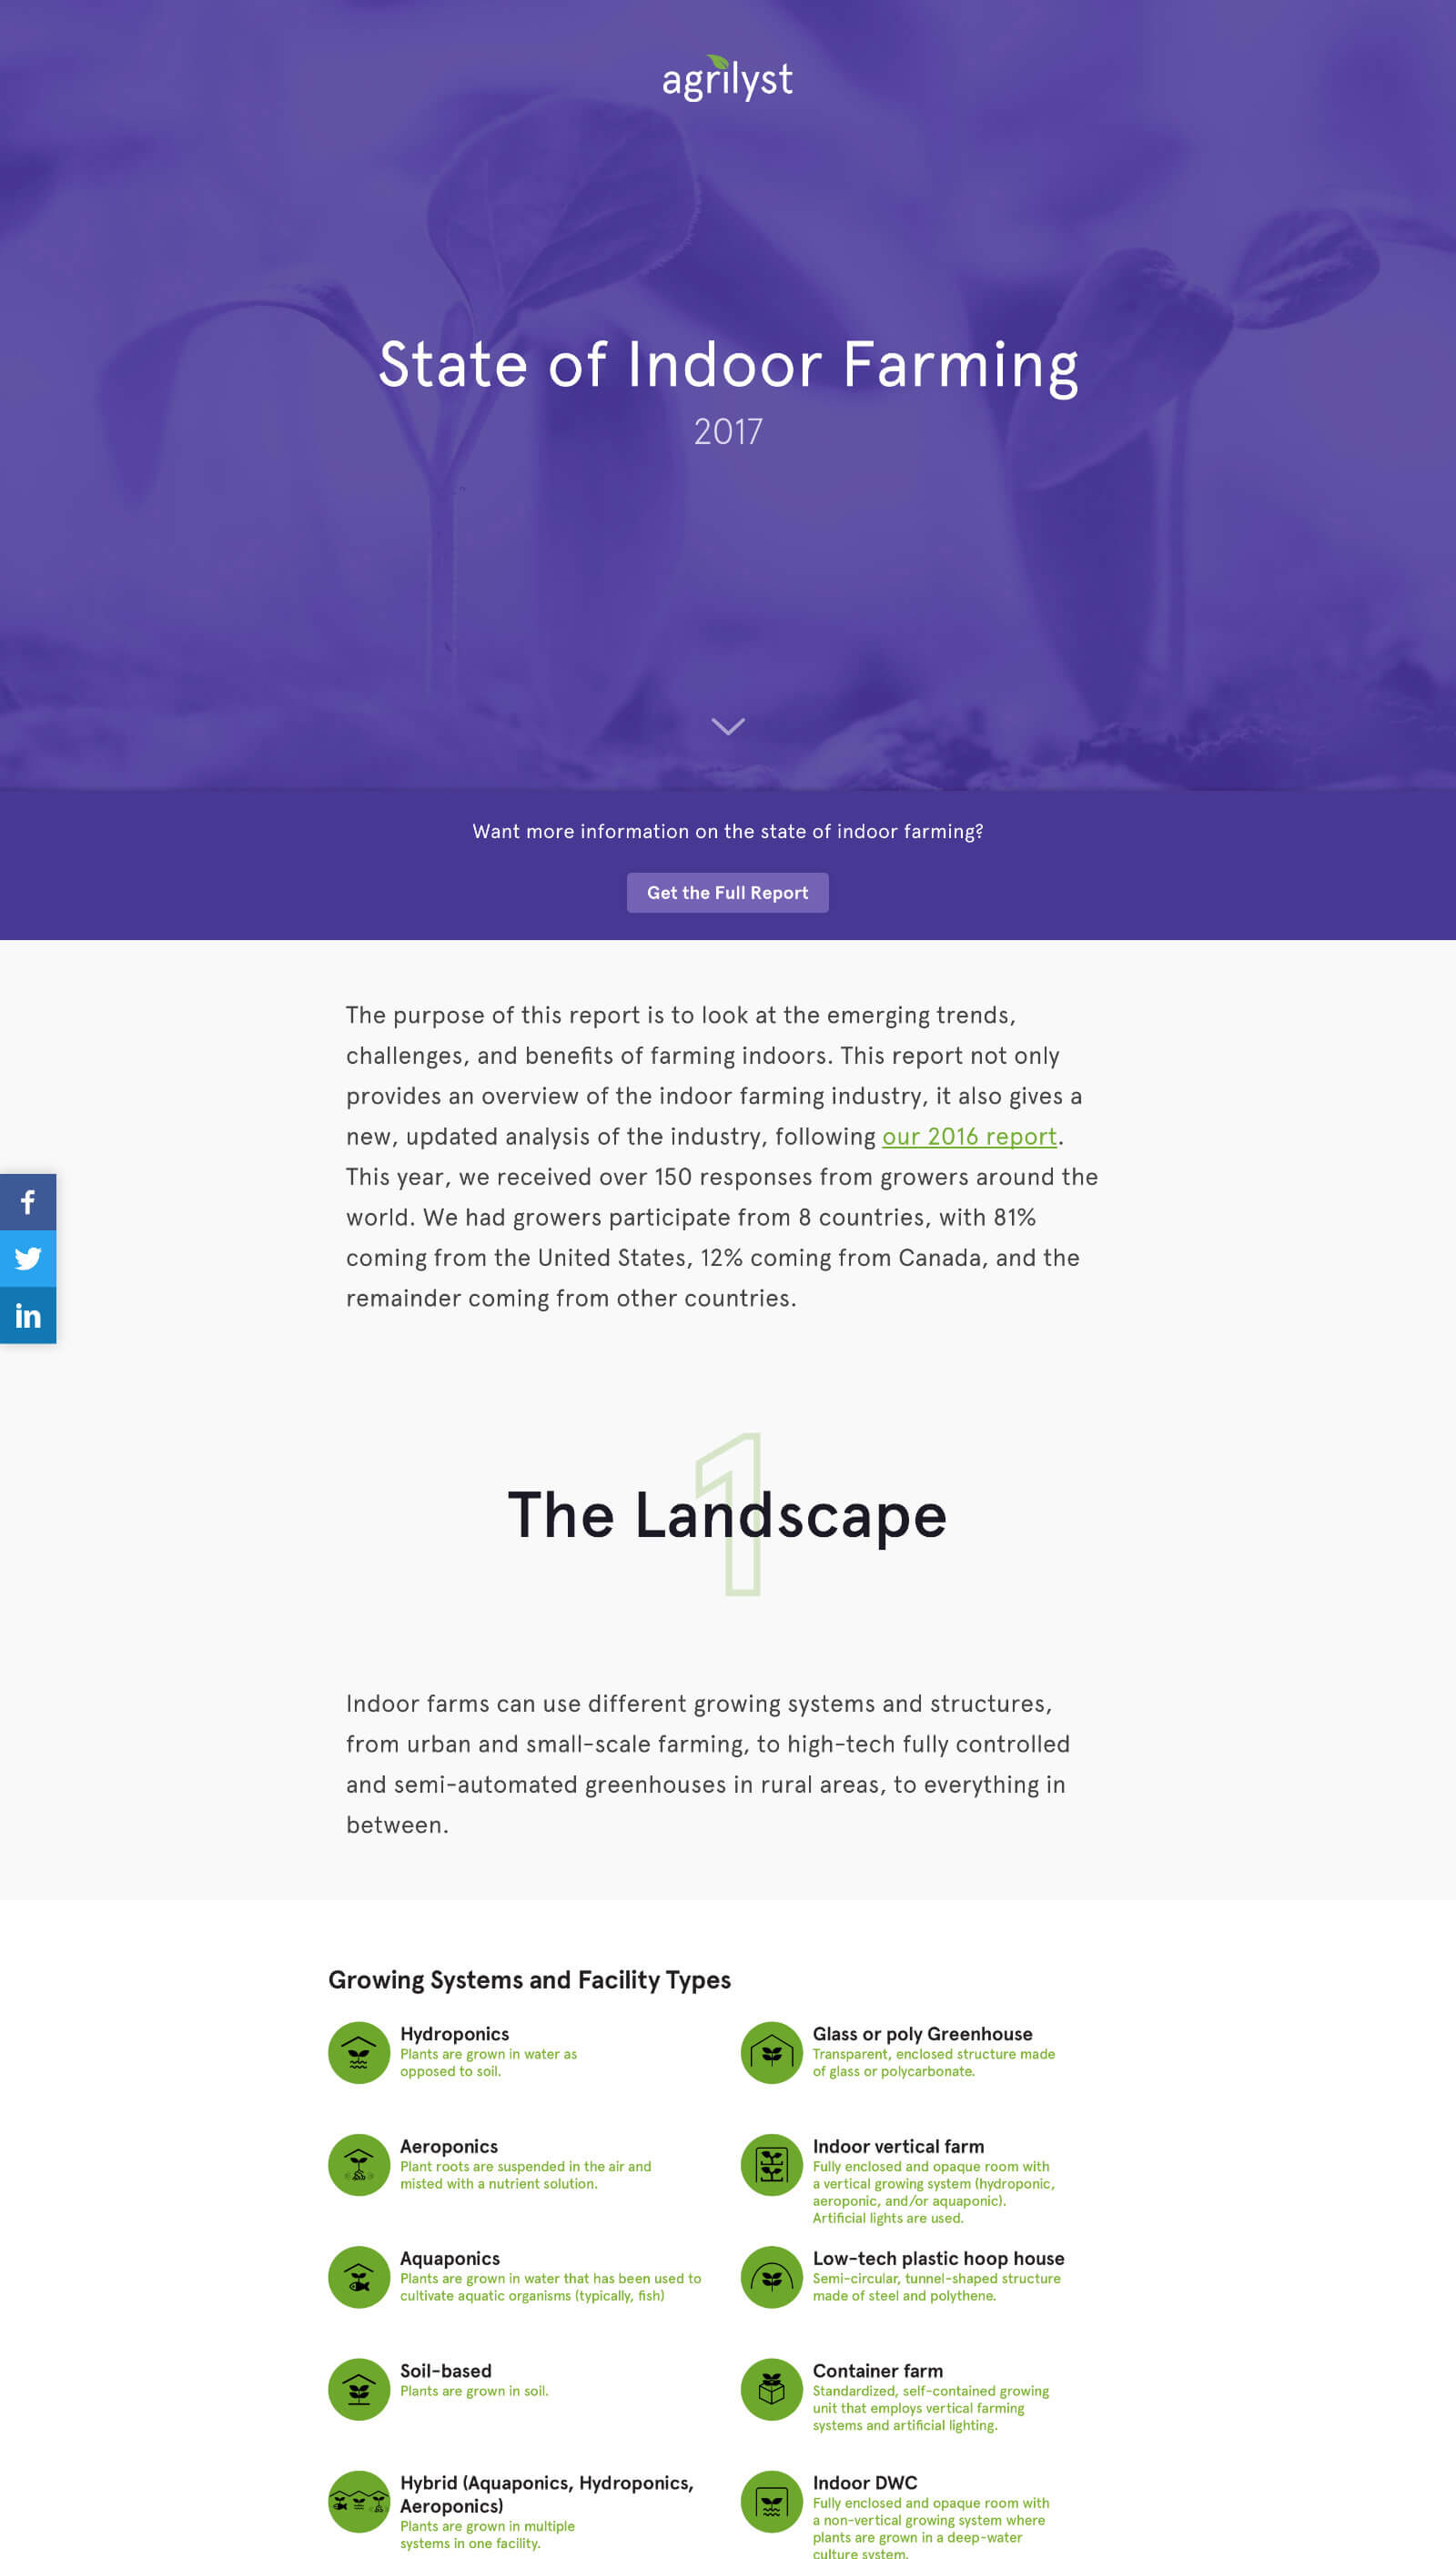 agrilyst
State of Indoor Farming
2017
Want more information on the state of indoor farming?
Get the Full Report
The purpose of this report is to look at the emerging trends,
challenges, and benefits of farming indoors. This report not only
provides an overview of the indoor farming industry, it also gives a
new, updated analysis of the industry, following our 2016 report.
This year, we received over 150 responses from growers around the
world. We had growers participate from 8 countries, with 81%
coming from the United States, 12% coming from Canada, and the
remainder coming from other countries.
f
in
1
The Landscape
Indoor farms can use different growing systems and structures,
from urban and small-scale farming, to high-tech fully controlled
and semi-automated greenhouses in rural areas, to everything in
between.
Growing Systems and Facility Types
Hydroponics
Plants are grown in water as
opposed to soil.
Glass or poly Greenhouse
Transparent, enclosed structure made
of glass or polycarbonate.
Aeroponics
Plant roots are suspended in the air and
misted with a nutrient solution.
Indoor vertical farm
Fully enclosed and opaque room with
a vertical growing system (hydroponic,
aeroponic, and/or aquaponic).
Artificial lights are used.
Aquaponics
Plants are grown in water that has been used to
cultivate aquatic organisms (typically, fish)
Low-tech plastic hoop house
Semi-circular, tunnel-shaped structure
made of steel and polythene.
Soil-based
Plants are grown in soil.
Container farm
Standardized, self-contained growing
unit that employs vertical farming
systems and artificial lighting.
Hybrid (Aquaponics, Hydroponics,
Aeroponics)
Plants are grown in multiple
systems in one facility.
Indoor DWC
Fully enclosed and opaque room with
a non-vertical growing system where
plants are grown in a deep-water
culture system.